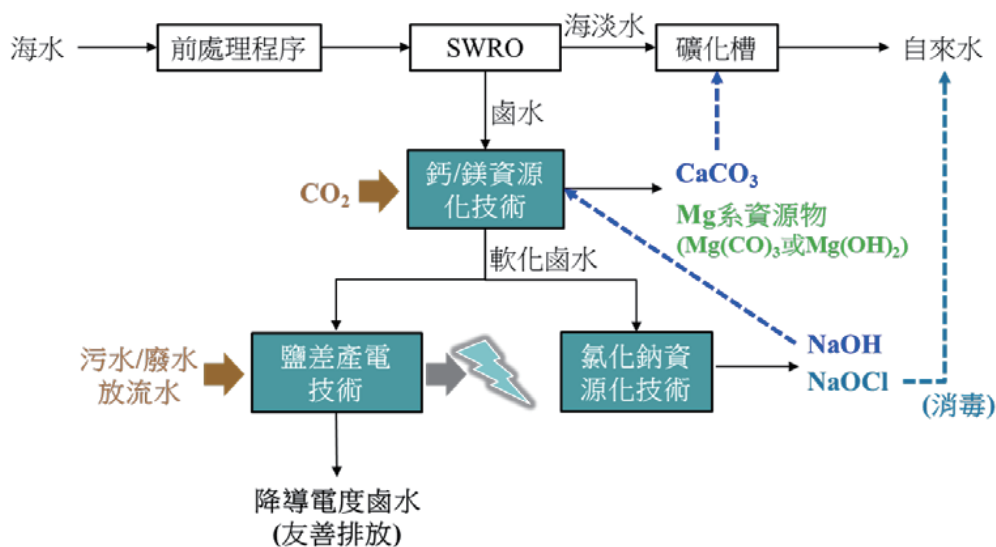 海水
前處理程序
SWRO
海淡水
礦化槽
自來水
鹵水
CO₂
鈣/鎂資源
化技術
CaCO₃
Mg系資源物
(Mg(CO)₃或Mg(OH)₂)
軟化鹵水
污水/廢水
放流水
鹽差產電
技術
氯化鈉資
源化技術
NaOH
NaOCl
(消毒)
降導電度鹵水
(友善排放)